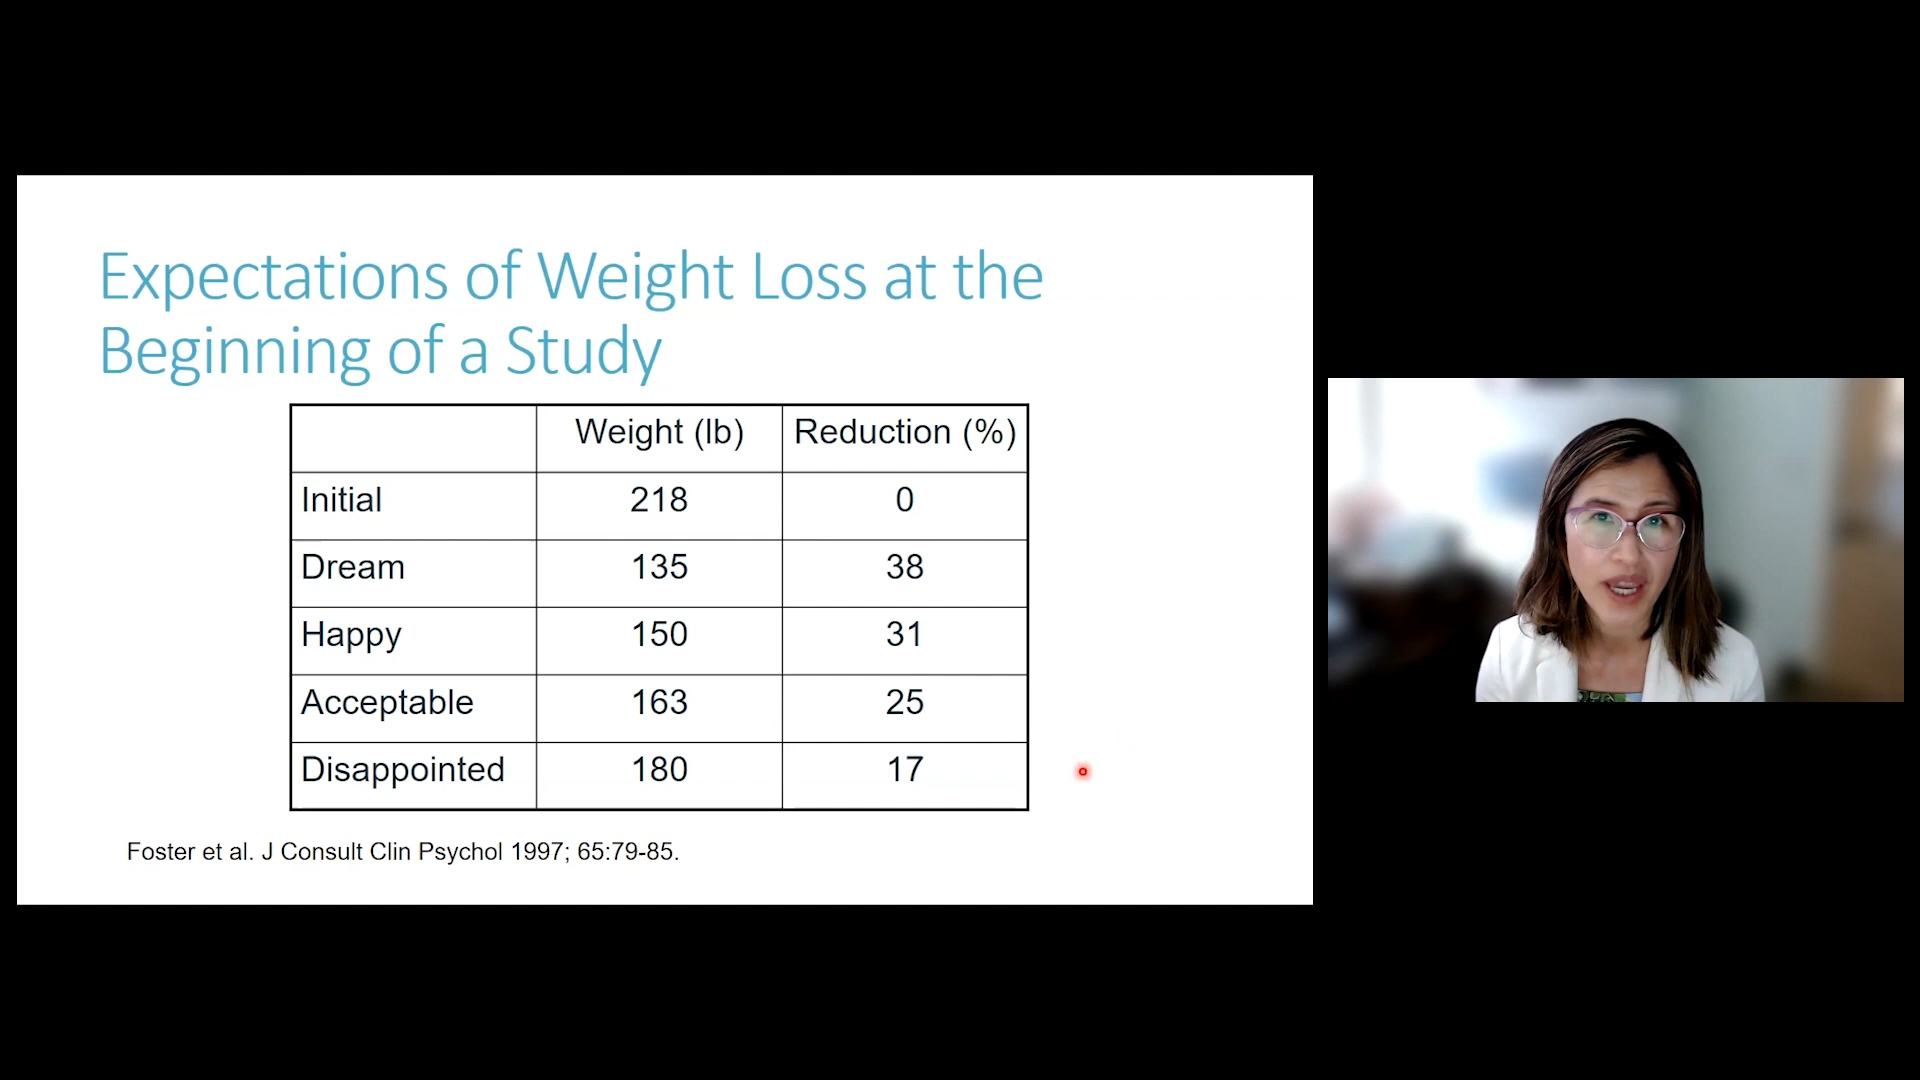 Expectations of Weight Loss at the
Beginning of a Study
Weight (lb) Reduction (%)
Initial 218 0
Dream 135 38
Happy 150 31
Acceptable 163 25
Disappointed 180 17
Foster et al. J Consult Clin Psychol 1997; 65:79-85.